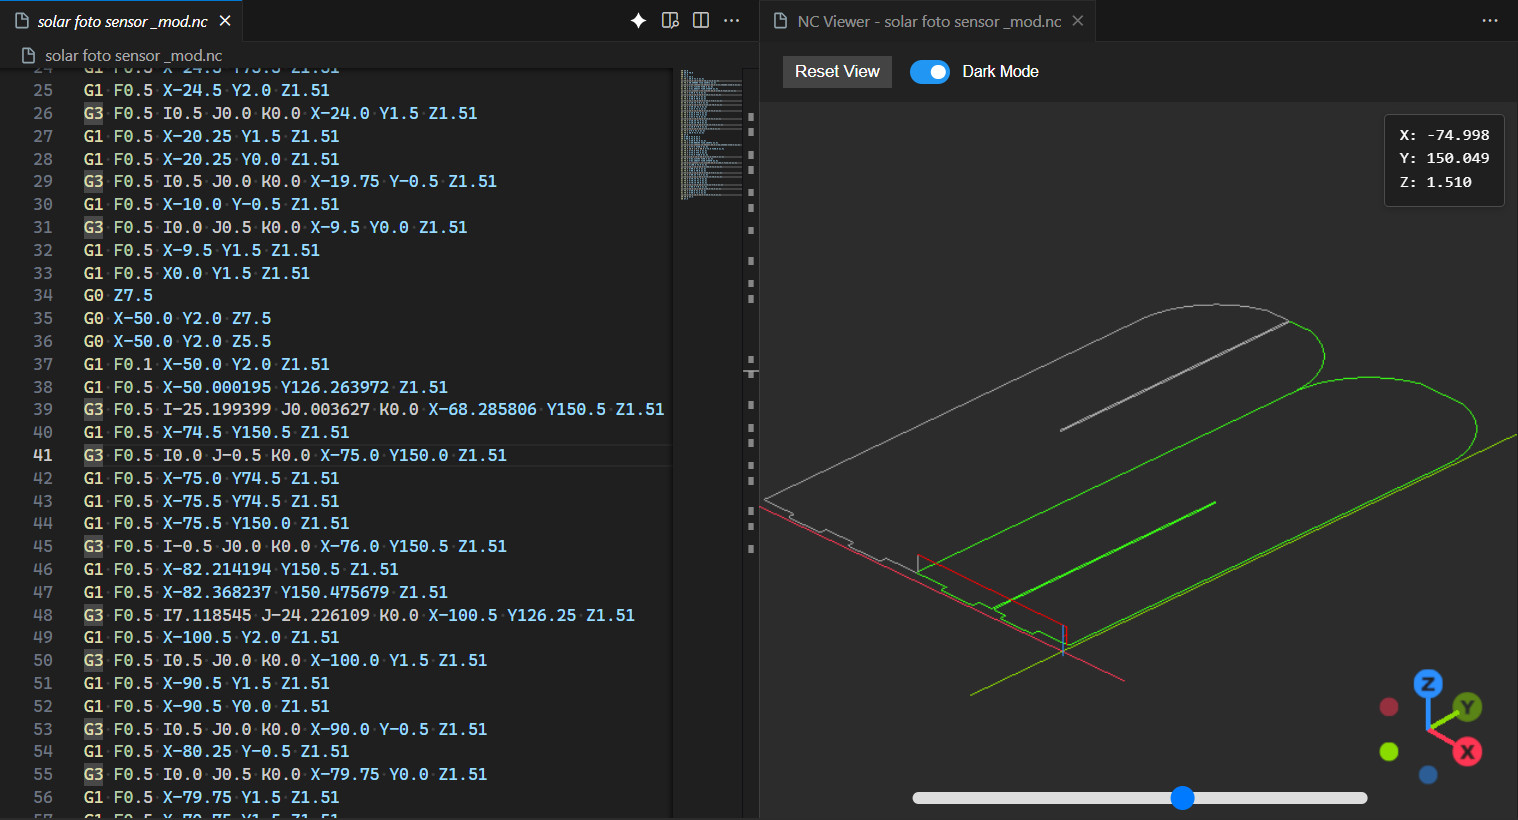 solar foto sensor _mod.nc
NC Viewer - solar foto sensor _mod.nc
solar foto sensor _mod.nc
Reset View
Dark Mode
25 G1 F0.5 X-24.5 Y2.0 Z1.51
26 G3 F0.5 I0.5 J0.0 K0.0 X-24.0 Y1.5 Z1.51
27 G1 F0.5 X-20.25 Y1.5 Z1.51
28 G1 F0.5 X-20.25 Y0.0 Z1.51
29 G3 F0.5 I0.5 J0.0 K0.0 X-19.75 Y-0.5 Z1.51
30 G1 F0.5 X-10.0 Y-0.5 Z1.51
31 G3 F0.5 I0.0 J0.5 K0.0 X-9.5 Y0.0 Z1.51
32 G1 F0.5 X-9.5 Y1.5 Z1.51
33 G1 F0.5 X0.0 Y1.5 Z1.51
34 G0 Z7.5
35 G0 X-50.0 Y2.0 Z7.5
36 G0 X-50.0 Y2.0 Z5.5
37 G1 F0.1 X-50.0 Y2.0 Z1.51
38 G1 F0.5 X-50.000195 Y126.263972 Z1.51
39 G3 F0.5 I-25.199399 J0.003627 K0.0 X-68.285806 Y150.5 Z1.51
40 G1 F0.5 X-74.5 Y150.5 Z1.51
41 G3 F0.5 I0.0 J-0.5 K0.0 X-75.0 Y150.0 Z1.51
42 G1 F0.5 X-75.0 Y74.5 Z1.51
43 G1 F0.5 X-75.5 Y74.5 Z1.51
44 G1 F0.5 X-75.5 Y150.0 Z1.51
45 G3 F0.5 I-0.5 J0.0 K0.0 X-76.0 Y150.5 Z1.51
46 G1 F0.5 X-82.214194 Y150.5 Z1.51
47 G1 F0.5 X-82.368237 Y150.475679 Z1.51
48 G3 F0.5 I7.118545 J-24.226109 K0.0 X-100.5 Y126.25 Z1.51
49 G1 F0.5 X-100.5 Y2.0 Z1.51
50 G3 F0.5 I0.5 J0.0 K0.0 X-100.0 Y1.5 Z1.51
51 G1 F0.5 X-90.5 Y1.5 Z1.51
52 G1 F0.5 X-90.5 Y0.0 Z1.51
53 G3 F0.5 I0.5 J0.0 K0.0 X-90.0 Y-0.5 Z1.51
54 G1 F0.5 X-80.25 Y-0.5 Z1.51
55 G3 F0.5 I0.0 J0.5 K0.0 X-79.75 Y0.0 Z1.51
56 G1 F0.5 X-79.75 Y1.5 Z1.51
X: -74.998
Y: 150.049
Z: 1.510
Z
Y
X